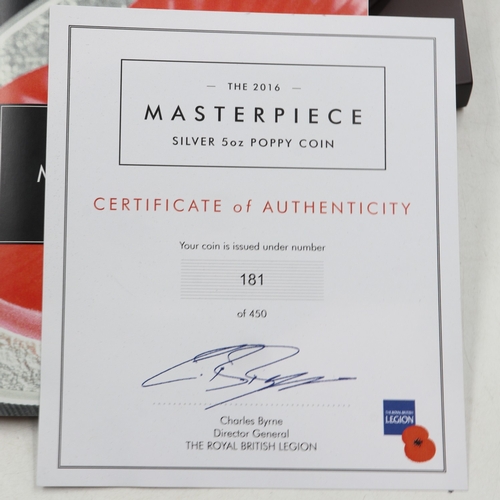 — THE 2016 —
MASTERPIECE
SILVER 5oz POPPY COIN
CERTIFICATE of AUTHENTICITY
Your coin is issued under number
181
of 450
Charles Byrne
Director General
THE ROYAL BRITISH LEGION
THE ROYAL BRITISH
LEGION
M